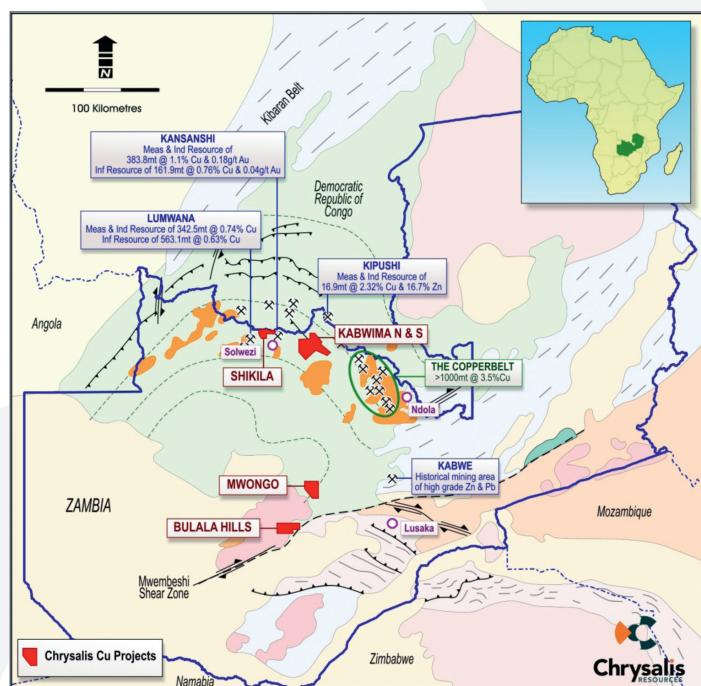 N
100 Kilometres
Kibaran Belt
KANSANSHI
Meas & Ind Resource of
383.8mt @ 1.1% Cu & 0.18g/t Au
Inf Resource of 161.9mt @ 0.76% Cu & 0.04g/t Au
Democratic
Republic of
Congo
LUMWANA
Meas & Ind Resource of 342.5mt @ 0.74% Cu
Inf Resource of 563.1mt @ 0.63% Cu
KIPUSHI
Meas & Ind Resource of
16.9mt @ 2.32% Cu & 16.7% Zn
Angola
KABWIMA N & S
Solwezi
SHIKILA
THE COPPERBELT
>1000mt @ 3.5%Cu
Ndola
KABWE
Historical mining area
of high grade Zn & Pb
MWONGO
ZAMBIA
Mozambique
BULALA HILLS
Lusaka
Mwembeshi
Shear Zone
Chrysalis Cu Projects
Zimbabwe
Namabia
Chrysalis
RESOURCES